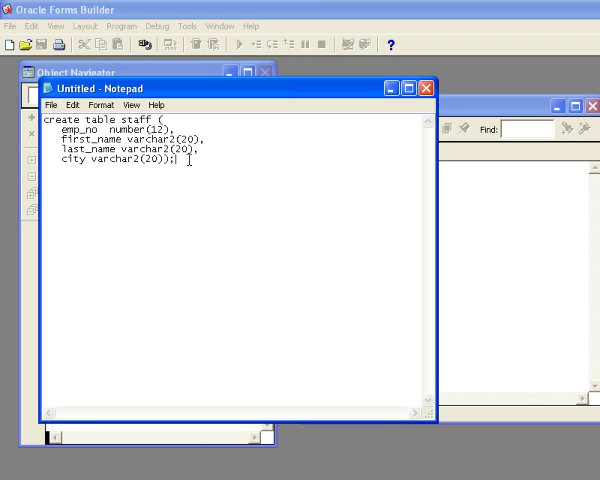 Oracle Forms Builder
File Edit View Layout Program Debug Tools Window Help
Object Navigator
Untitled - Notepad
File Edit Format View Help
Find:
create table staff (
emp_no number(12),
first_name varchar2(20),
last_name varchar2(20),
city varchar2(20));